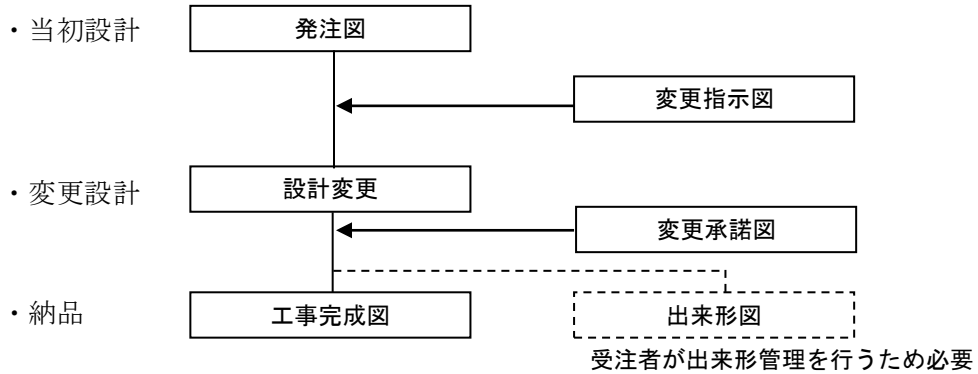 ・当初設計
発注図
変更指示図
・変更設計
設計変更
変更承諾図
・納品
工事完成図
出来形図
受注者が出来形管理を行うため必要